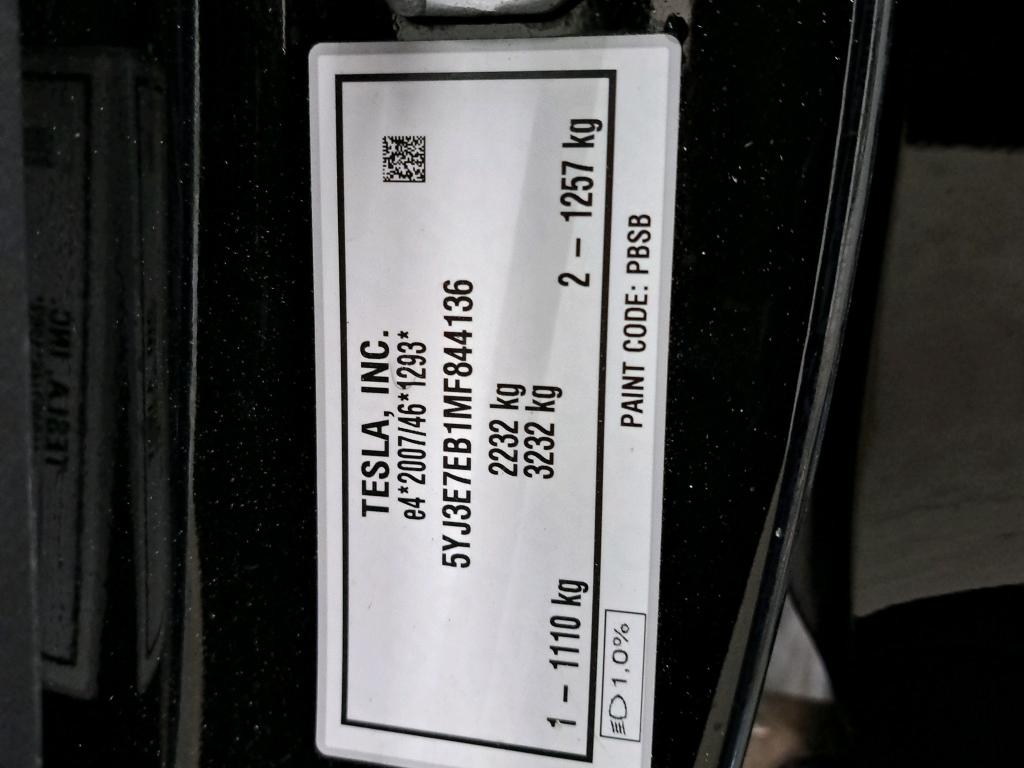 TESLA, INC.
e4*2007/46*1293*
5YJ3E7EB1MF844136
2232 kg
3232 kg
1 – 1110 kg 2 – 1257 kg
1,0% PAINT CODE: PBSB